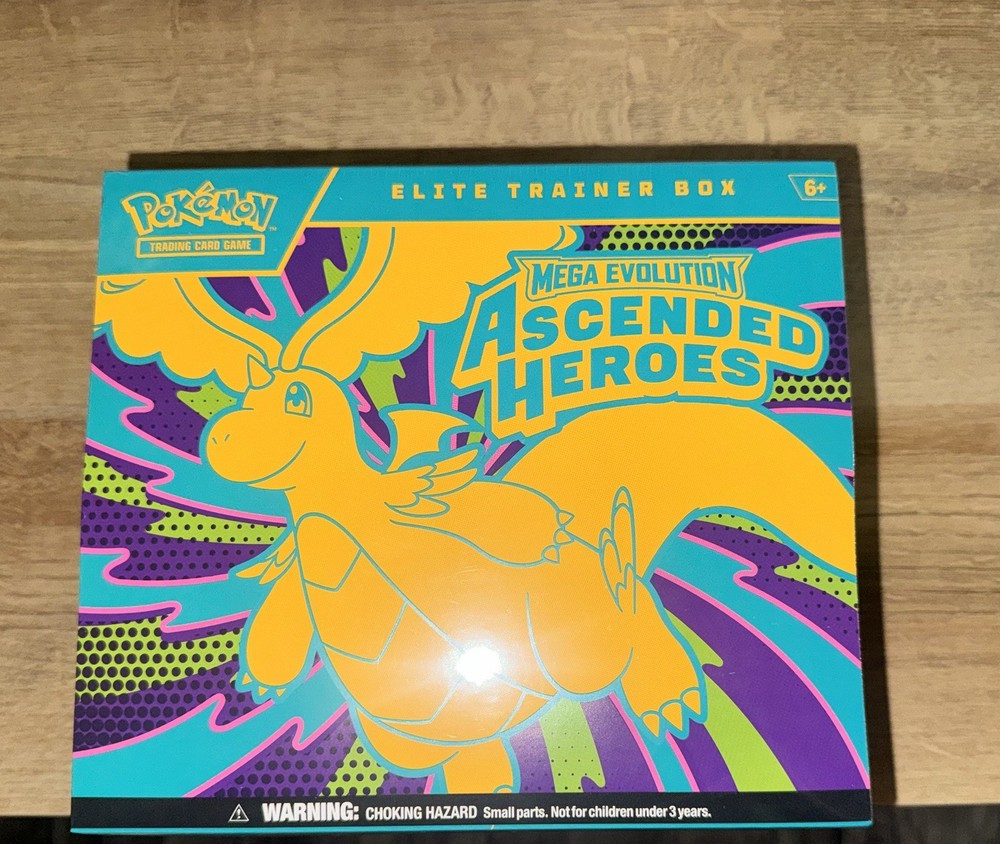 POKéMON
TRADING CARD GAME
ELITE TRAINER BOX
6+
MEGA EVOLUTION
ASCENDED
HEROES
WARNING: CHOKING HAZARD Small parts. Not for children under 3 years.